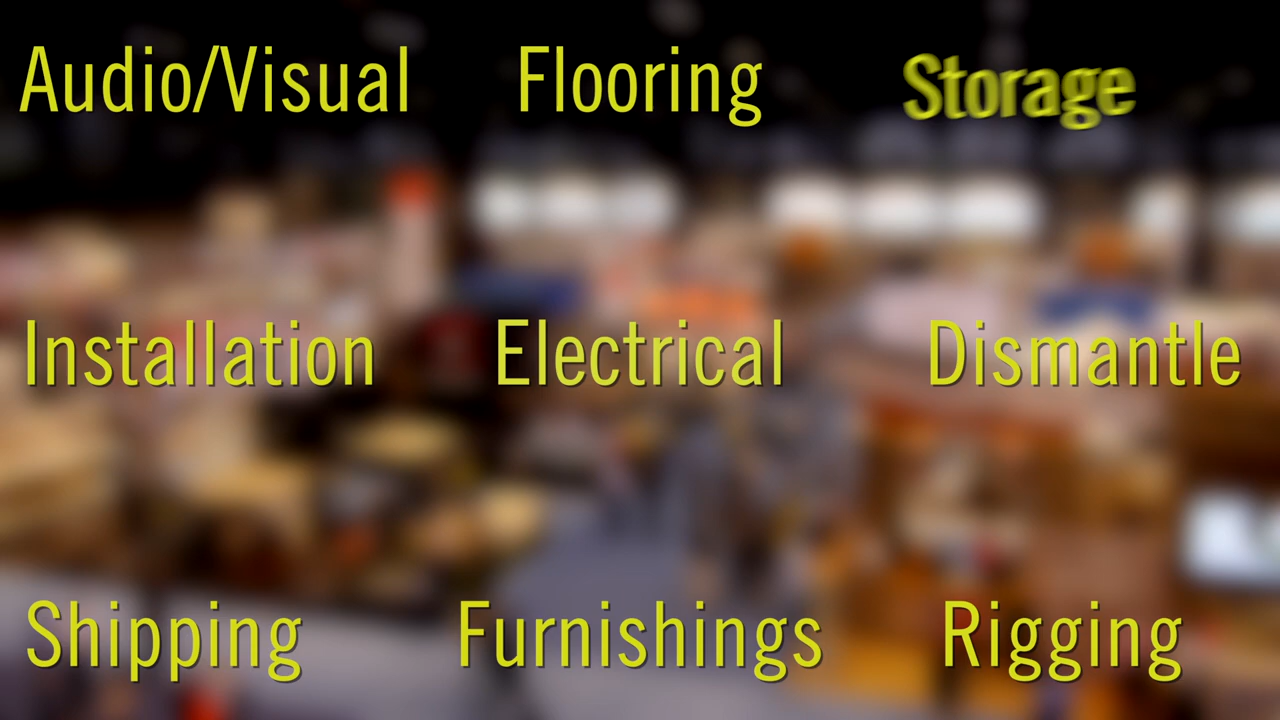 Audio/Visual Flooring Storage
Installation Electrical Dismantle
Shipping Furnishings Rigging